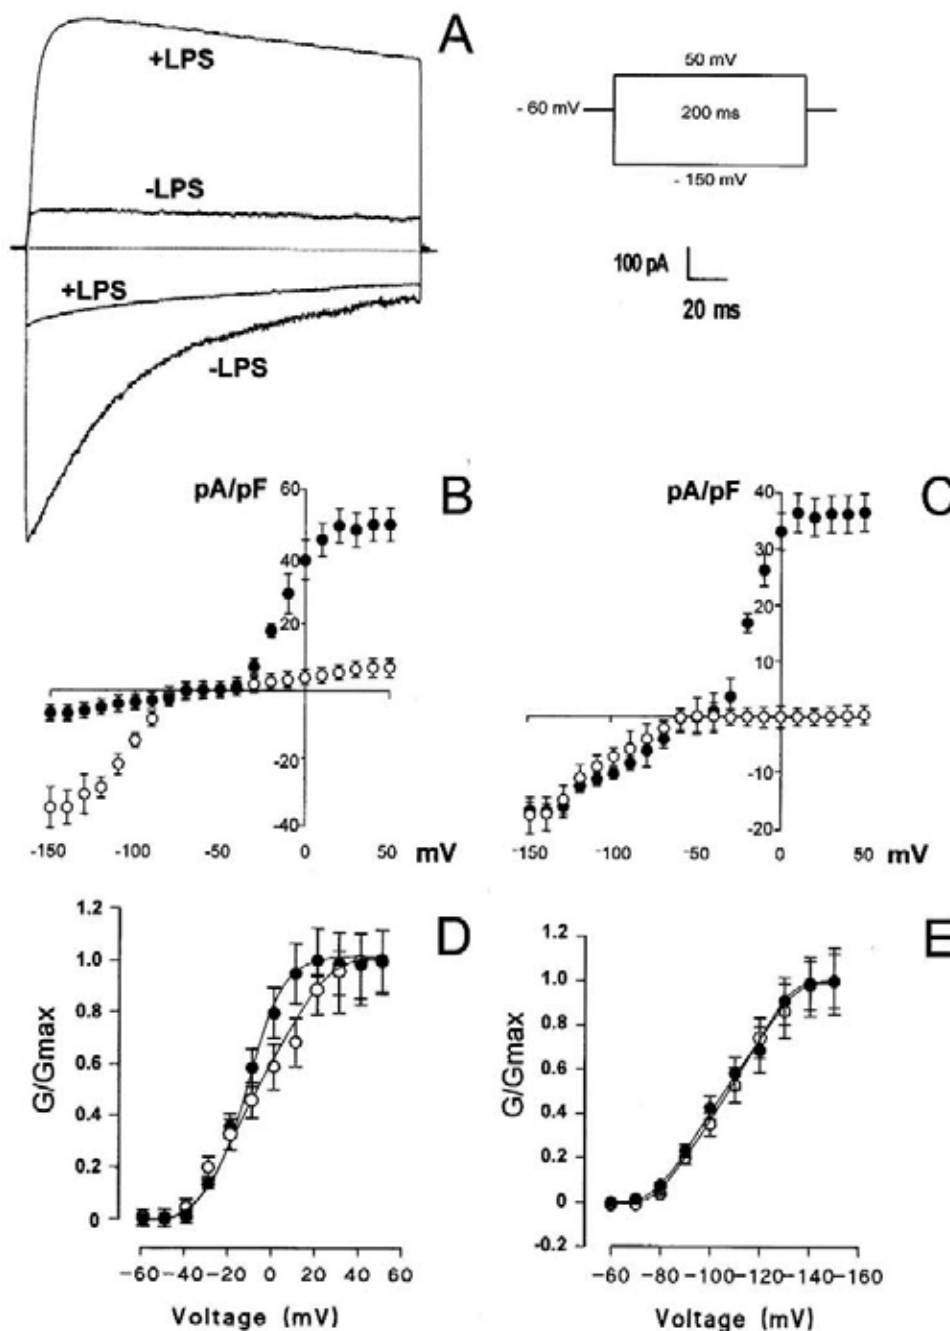 A
+LPS
-LPS
+LPS
-LPS
50 mV
- 60 mV
200 ms
- 150 mV
100 pA
20 ms
B
pA/pF
60
40
20
-20
-40
-150
-100
-50
0
50
mV
C
pA/pF
40
30
20
10
0
-10
-20
-150
-100
-50
0
50
mV
D
G/Gmax
1.2
1.0
0.8
0.6
0.4
0.2
0
-60
-40
-20
0
20
40
60
Voltage (mV)
E
G/Gmax
1.2
1.0
0.8
0.6
0.4
0.2
0
-0.2
-60
-80
-100
-120
-140
-160
Voltage (mV)